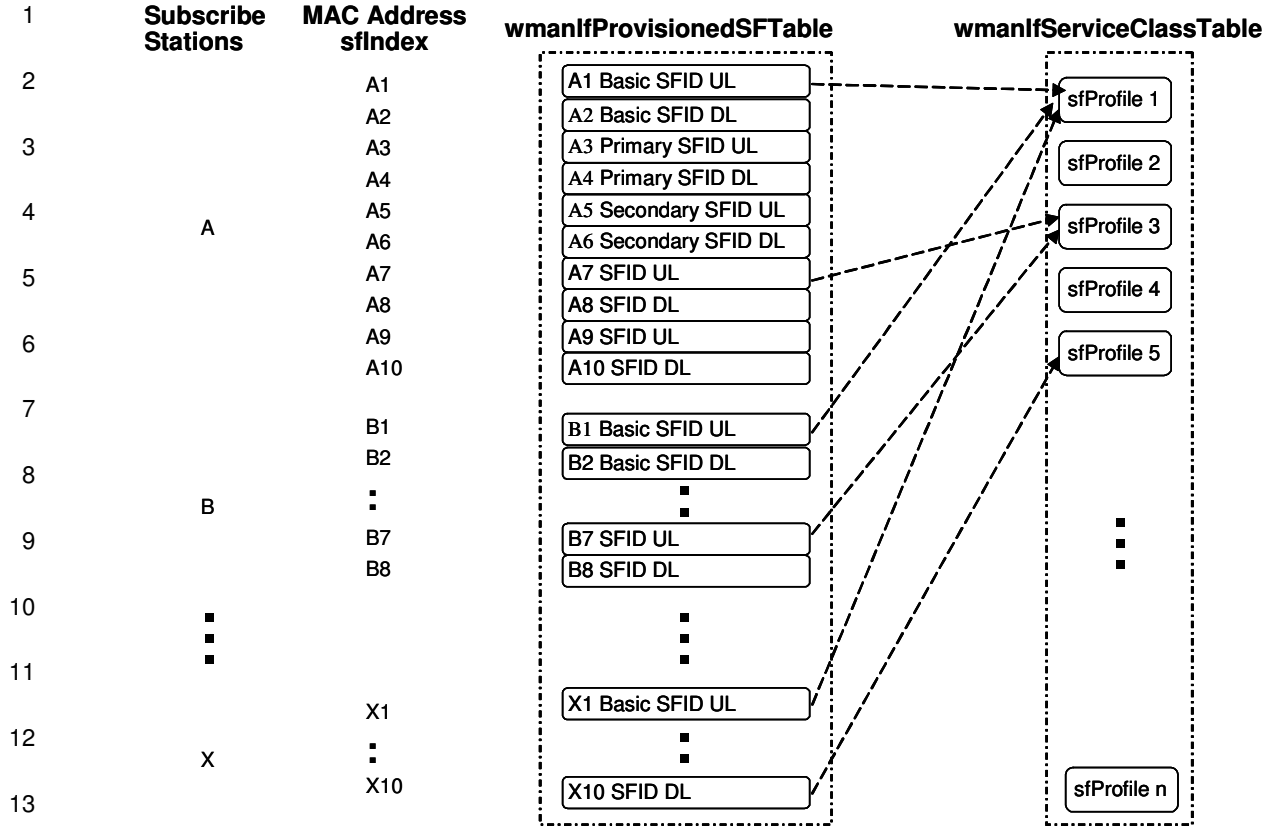 1
Subscribe MAC Address
Stations sfIndex
wmanIfProvisionedSFTable wmanIfServiceClassTable
2
A1 A1 Basic SFID UL sfProfile 1
A2 A2 Basic SFID DL
3
A3 A3 Primary SFID UL sfProfile 2
A4 A4 Primary SFID DL
4
A5 A5 Secondary SFID UL sfProfile 3
A
A6 A6 Secondary SFID DL
5
A7 A7 SFID UL
A8 A8 SFID DL sfProfile 4
6
A9 A9 SFID UL sfProfile 5
A10 A10 SFID DL
7
B1 B1 Basic SFID UL
B2 B2 Basic SFID DL
8
B
9
B7 B7 SFID UL
B8 B8 SFID DL
10
11
X1 X1 Basic SFID UL
12
X
X10 X10 SFID DL sfProfile n
13